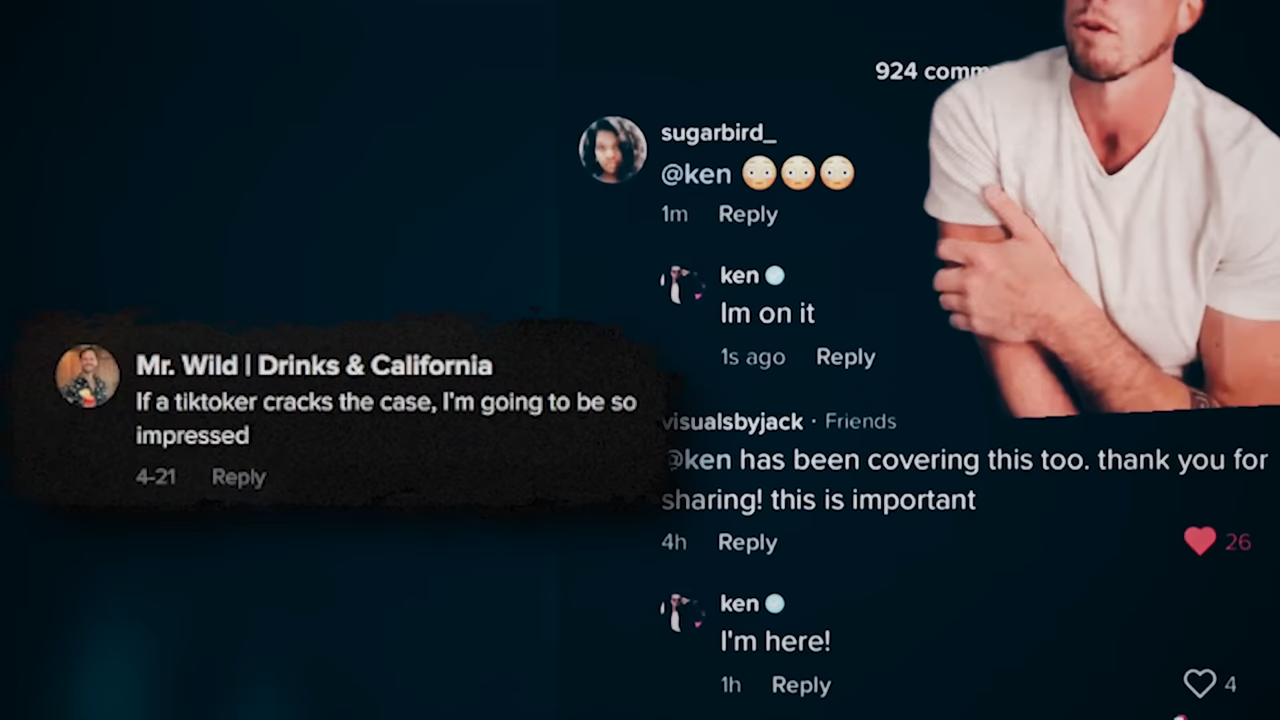 924 comm
sugarbird_
@ken 😳😳😳
1m Reply
ken
Im on it
1s ago Reply
Mr. Wild | Drinks & California
If a tiktoker cracks the case, I'm going to be so
impressed
4-21 Reply
visualsbyjack · Friends
@ken has been covering this too. thank you for
sharing! this is important
4h Reply
26
ken
I'm here!
1h Reply
4